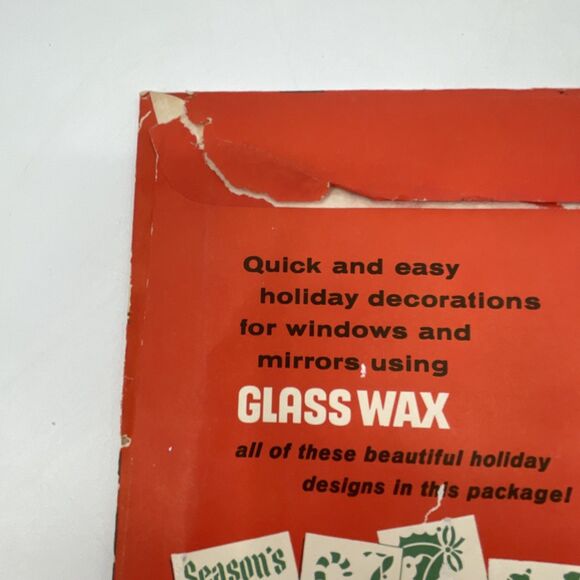 Quick and easy
holiday decorations
for windows and
mirrors, using
GLASS WAX
all of these beautiful holiday
designs in this package!
Season's